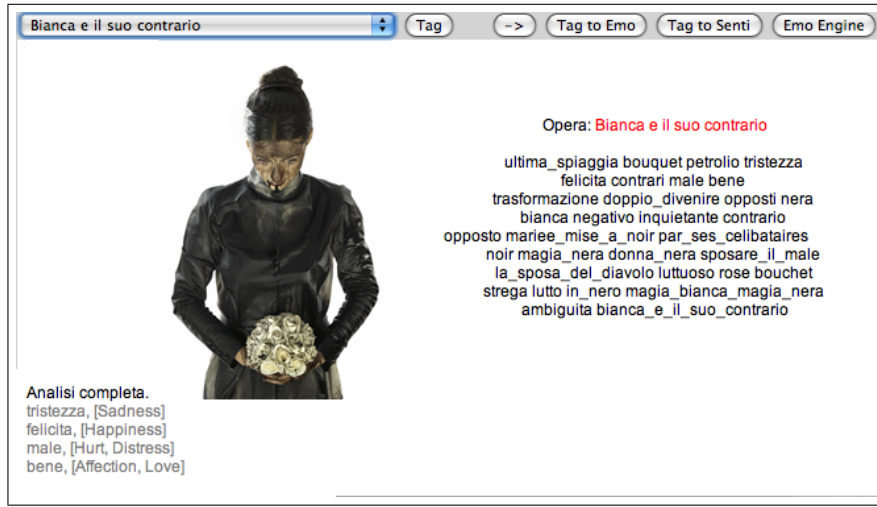 Bianca e il suo contrario Tag -> Tag to Emo Tag to Senti Emo Engine
Opera: Bianca e il suo contrario
ultima_spiaggia bouquet petrolio tristezza
felicita contrari male bene
trasformazione doppio_divenire opposti nera
bianca negativo inquietante contrario
opposto mariee_mise_a_noir par_ses_celibataires
noir magia_nera donna_nera sposare_il_male
la_sposa_del_diavolo luttuoso rose bouchet
strega lutto in_nero magia_bianca_magia_nera
ambiguita bianca_e_il_suo_contrario
Analisi completa.
tristezza, [Sadness]
felicita, [Happiness]
male, [Hurt, Distress]
bene, [Affection, Love]